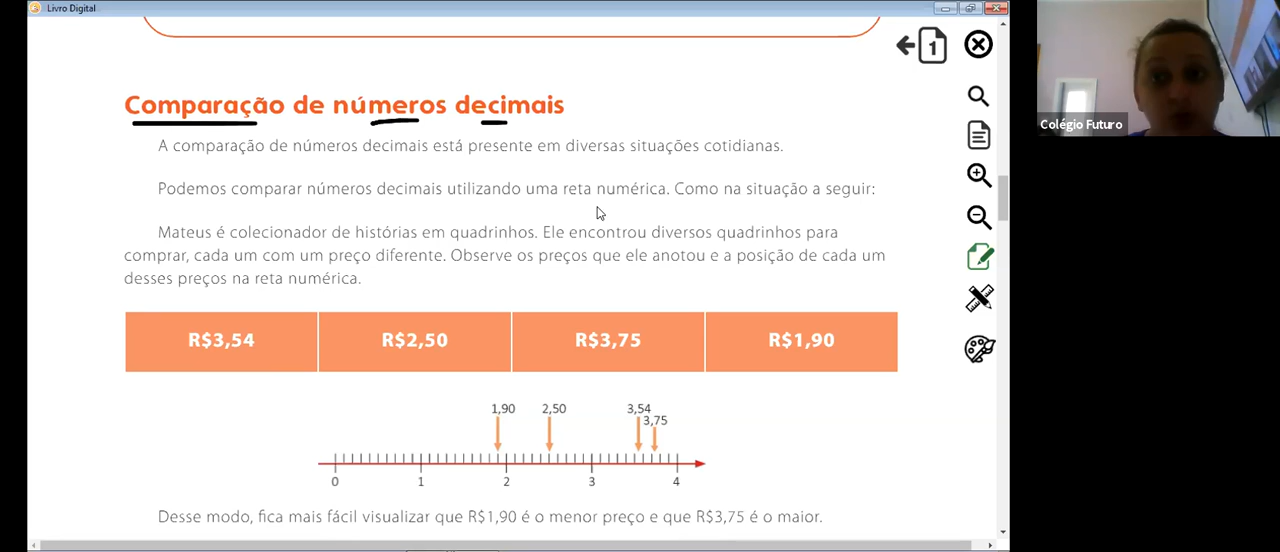 Livro Digital
1
Comparação de números decimais
A comparação de números decimais está presente em diversas situações cotidianas.
Podemos comparar números decimais utilizando uma reta numérica. Como na situação a seguir:
Mateus é colecionador de histórias em quadrinhos. Ele encontrou diversos quadrinhos para
comprar, cada um com um preço diferente. Observe os preços que ele anotou e a posição de cada um
desses preços na reta numérica.
R$3,54 R$2,50 R$3,75 R$1,90
1,90 2,50 3,54
3,75
0 1 2 3 4
Desse modo, fica mais fácil visualizar que R$1,90 é o menor preço e que R$3,75 é o maior.
Colégio Futuro